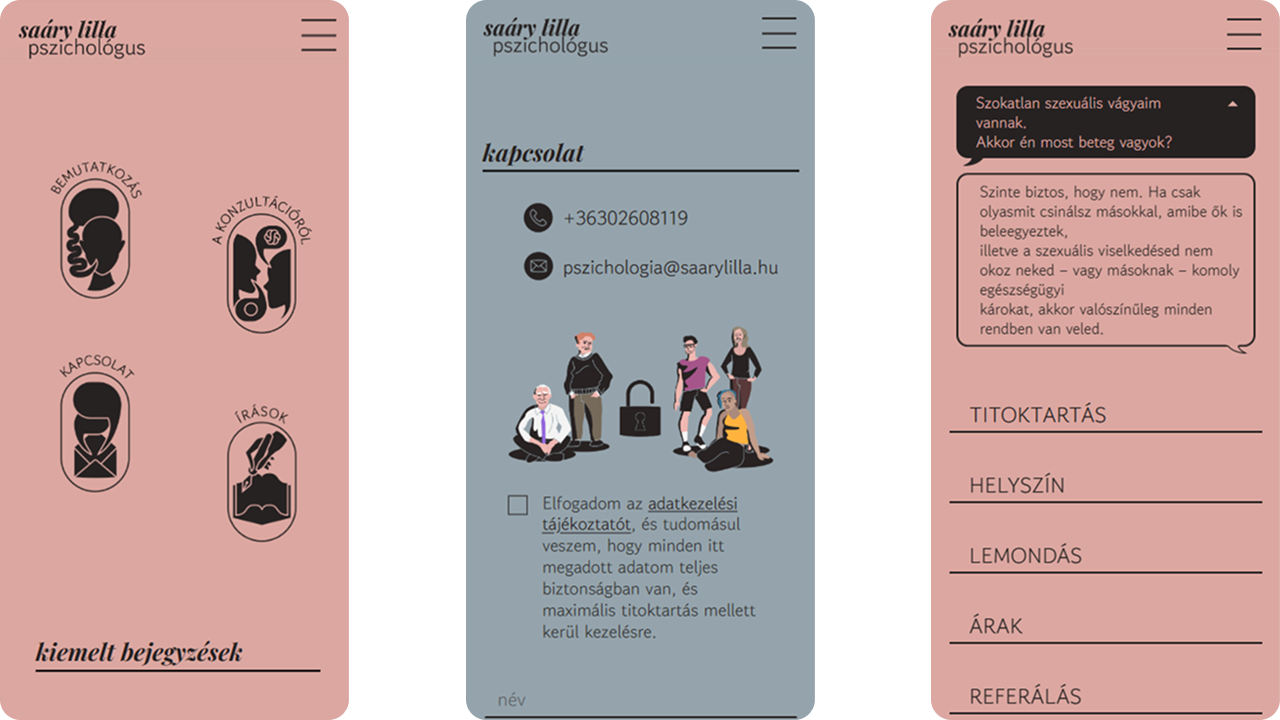 saáry lilla
pszichológus
BEMUTATKOZÁS
A KONZULTÁCIÓRÓL
KAPCSOLAT
ÍRÁSOK
kiemelt bejegyzések
saáry lilla
pszichológus
kapcsolat
+36302608119
pszichologia@saarylilla.hu
Elfogadom az adatkezelési
tájékoztatót, és tudomásul
veszem, hogy minden itt
megadott adatom teljes
biztonságban van, és
maximális titoktartás mellett
kerül kezelésre.
név
saáry lilla
pszichológus
Szokatlan szexuális vágyaim
vannak.
Akkor én most beteg vagyok?
Szinte biztos, hogy nem. Ha csak
olyasmit csinálsz másokkal, amibe ők is
beleegyeztek,
illetve a szexuális viselkedésed nem
okoz neked – vagy másoknak – komoly
egészségügyi
károkat, akkor valószínűleg minden
rendben van veled.
TITOKTARTÁS
HELYSZÍN
LEMONDÁS
ÁRAK
REFERÁLÁS